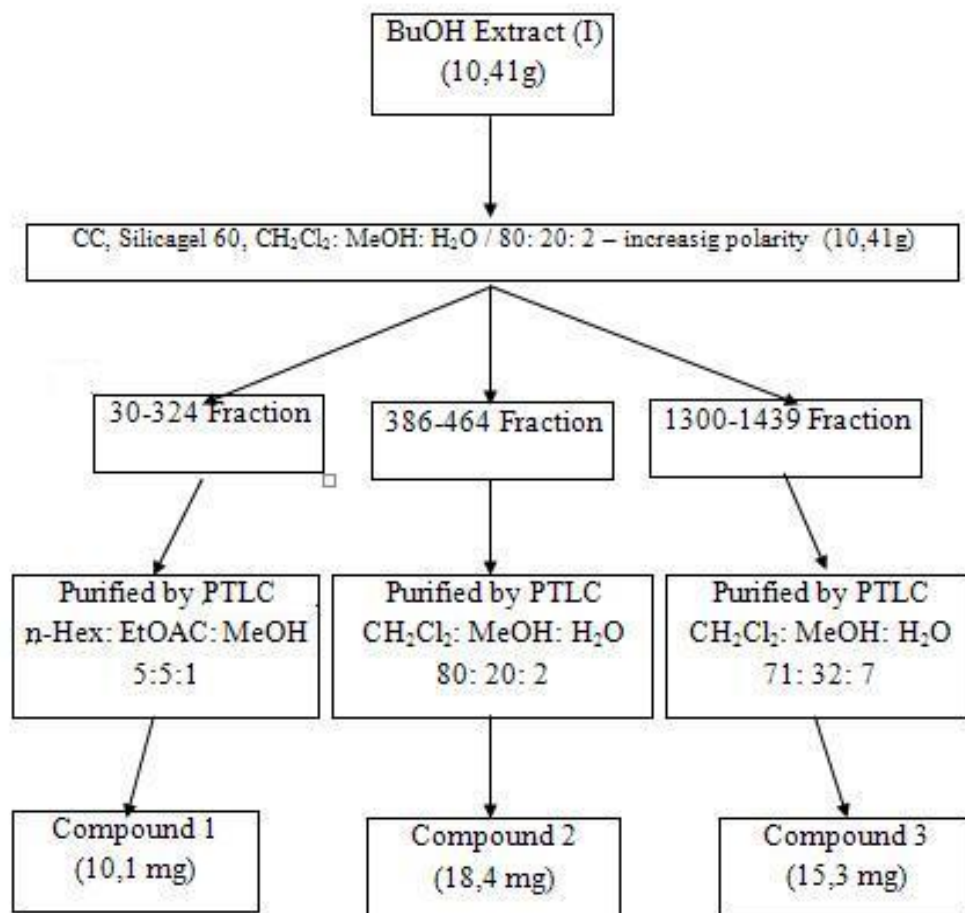 BuOH Extract (I)
(10,41g)
CC, Silicagel 60, CH₂Cl₂: MeOH: H₂O / 80: 20: 2 – increasig polarity (10,41g)
30-324 Fraction
386-464 Fraction
1300-1439 Fraction
Purified by PTLC
n-Hex: EtOAC: MeOH
5:5:1
Purified by PTLC
CH₂Cl₂: MeOH: H₂O
80: 20: 2
Purified by PTLC
CH₂Cl₂: MeOH: H₂O
71: 32: 7
Compound 1
(10,1 mg)
Compound 2
(18,4 mg)
Compound 3
(15,3 mg)